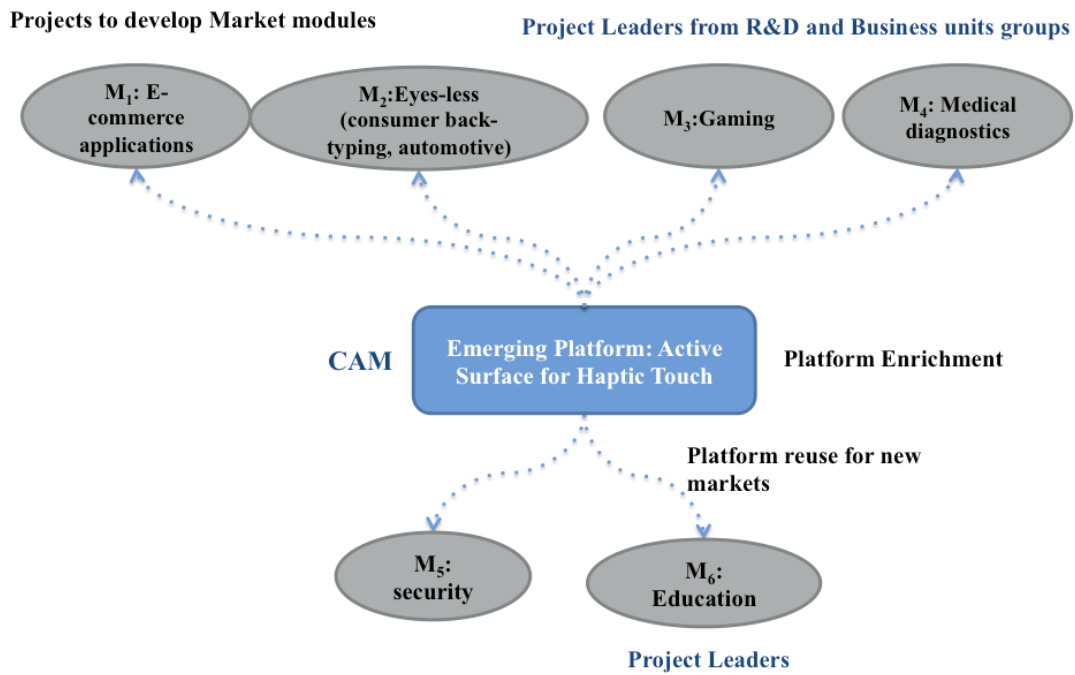 Projects to develop Market modules
Project Leaders from R&D and Business units groups
M₁: E-
commerce
applications
M₂:Eyes-less
(consumer back-
typing, automotive)
M₃:Gaming
M₄: Medical
diagnostics
CAM
Emerging Platform: Active
Surface for Haptic Touch
Platform Enrichment
Platform reuse for new
markets
M₅:
security
M₆:
Education
Project Leaders